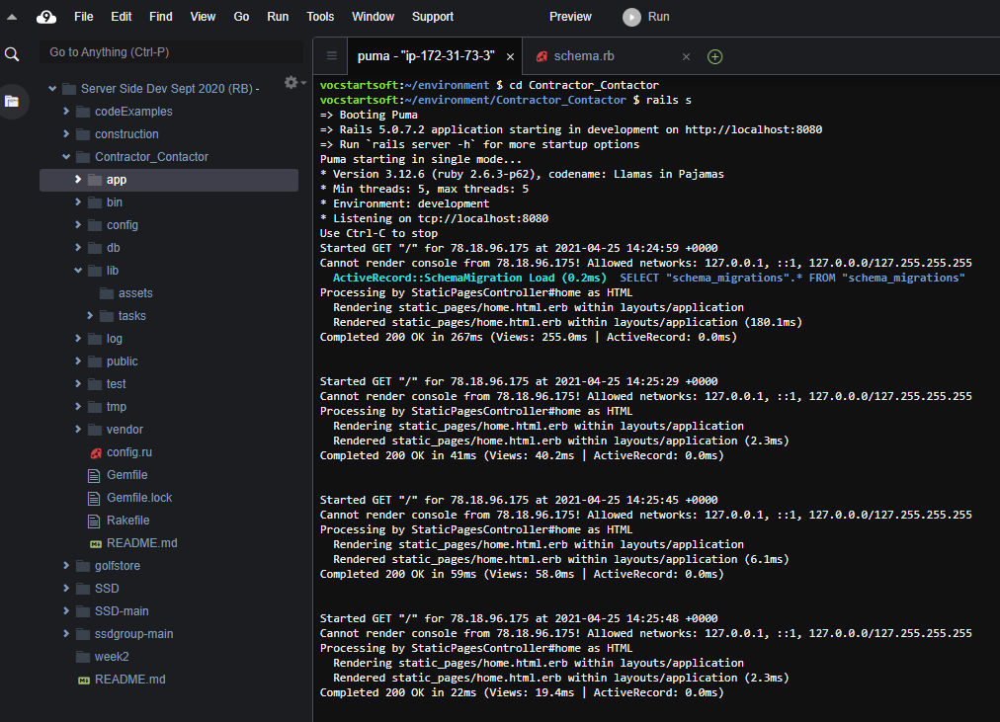 9 File Edit Find View Go Run Tools Window Support Preview Run
Go to Anything (Ctrl-P)
puma - "ip-172-31-73-3" × schema.rb ×
Server Side Dev Sept 2020 (RB) -
codeExamples
construction
Contractor_Contactor
app
bin
config
db
lib
assets
tasks
log
public
test
tmp
vendor
config.ru
Gemfile
Gemfile.lock
Rakefile
README.md
golfstore
SSD
SSD-main
ssdgroup-main
week2
README.md
vocstartsoft:~/environment $ cd Contractor_Contactor
vocstartsoft:~/environment/Contractor_Contactor $ rails s
=> Booting Puma
=> Rails 5.0.7.2 application starting in development on http://localhost:8080
=> Run `rails server -h` for more startup options
Puma starting in single mode...
* Version 3.12.6 (ruby 2.6.3-p62), codename: Llamas in Pajamas
* Min threads: 5, max threads: 5
* Environment: development
* Listening on tcp://localhost:8080
Use Ctrl-C to stop
Started GET "/" for 78.18.96.175 at 2021-04-25 14:24:59 +0000
Cannot render console from 78.18.96.175! Allowed networks: 127.0.0.1, ::1, 127.0.0.0/127.255.255.255
ActiveRecord::SchemaMigration Load (0.2ms) SELECT "schema_migrations".* FROM "schema_migrations"
Processing by StaticPagesController#home as HTML
Rendering static_pages/home.html.erb within layouts/application
Rendered static_pages/home.html.erb within layouts/application (180.1ms)
Completed 200 OK in 267ms (Views: 255.0ms | ActiveRecord: 0.0ms)
Started GET "/" for 78.18.96.175 at 2021-04-25 14:25:29 +0000
Cannot render console from 78.18.96.175! Allowed networks: 127.0.0.1, ::1, 127.0.0.0/127.255.255.255
Processing by StaticPagesController#home as HTML
Rendering static_pages/home.html.erb within layouts/application
Rendered static_pages/home.html.erb within layouts/application (2.3ms)
Completed 200 OK in 41ms (Views: 40.2ms | ActiveRecord: 0.0ms)
Started GET "/" for 78.18.96.175 at 2021-04-25 14:25:45 +0000
Cannot render console from 78.18.96.175! Allowed networks: 127.0.0.1, ::1, 127.0.0.0/127.255.255.255
Processing by StaticPagesController#home as HTML
Rendering static_pages/home.html.erb within layouts/application
Rendered static_pages/home.html.erb within layouts/application (6.1ms)
Completed 200 OK in 59ms (Views: 58.0ms | ActiveRecord: 0.0ms)
Started GET "/" for 78.18.96.175 at 2021-04-25 14:25:48 +0000
Cannot render console from 78.18.96.175! Allowed networks: 127.0.0.1, ::1, 127.0.0.0/127.255.255.255
Processing by StaticPagesController#home as HTML
Rendering static_pages/home.html.erb within layouts/application
Rendered static_pages/home.html.erb within layouts/application (2.3ms)
Completed 200 OK in 22ms (Views: 19.4ms | ActiveRecord: 0.0ms)